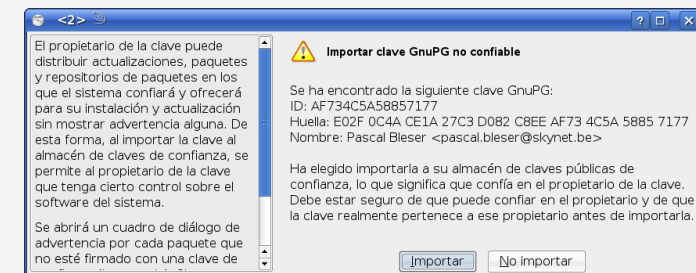 <2>
El propietario de la clave puede
distribuir actualizaciones, paquetes
y repositorios de paquetes en los
que el sistema confiará y ofrecerá
para su instalación y actualización
sin mostrar advertencia alguna. De
esta forma, al importar la clave al
almacén de claves de confianza, se
permite al propietario de la clave
que tenga cierto control sobre el
software del sistema.
Se abrirá un cuadro de diálogo de
advertencia por cada paquete que
no esté firmado con una clave de
Importar clave GnuPG no confiable
Se ha encontrado la siguiente clave GnuPG:
ID: AF734C5A58857177
Huella: E02F 0C4A CE1A 27C3 D082 C8EE AF73 4C5A 5885 7177
Nombre: Pascal Bleser <pascal.bleser@skynet.be>
Ha elegido importarla a su almacén de claves públicas de
confianza, lo que significa que confía en el propietario de la clave.
Debe estar seguro de que puede confiar en el propietario y de que
la clave realmente pertenece a ese propietario antes de importarla.
Importar
No importar